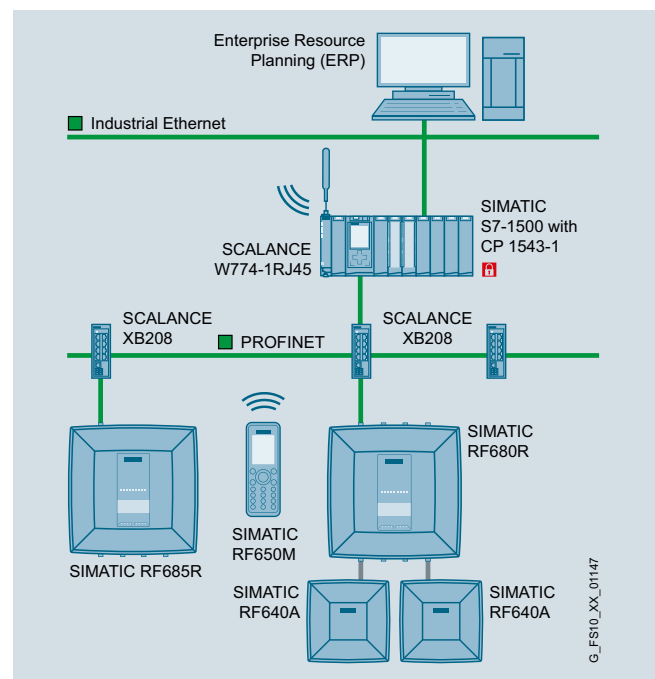 Enterprise Resource
Planning (ERP)
Industrial Ethernet
SIMATIC
S7-1500 with
CP 1543-1
SCALANCE
W774-1RJ45
SCALANCE
XB208
PROFINET
SCALANCE
XB208
SIMATIC
RF680R
SIMATIC
RF650M
SIMATIC RF685R
SIMATIC
RF640A
SIMATIC
RF640A
G_FS10_XX_01147